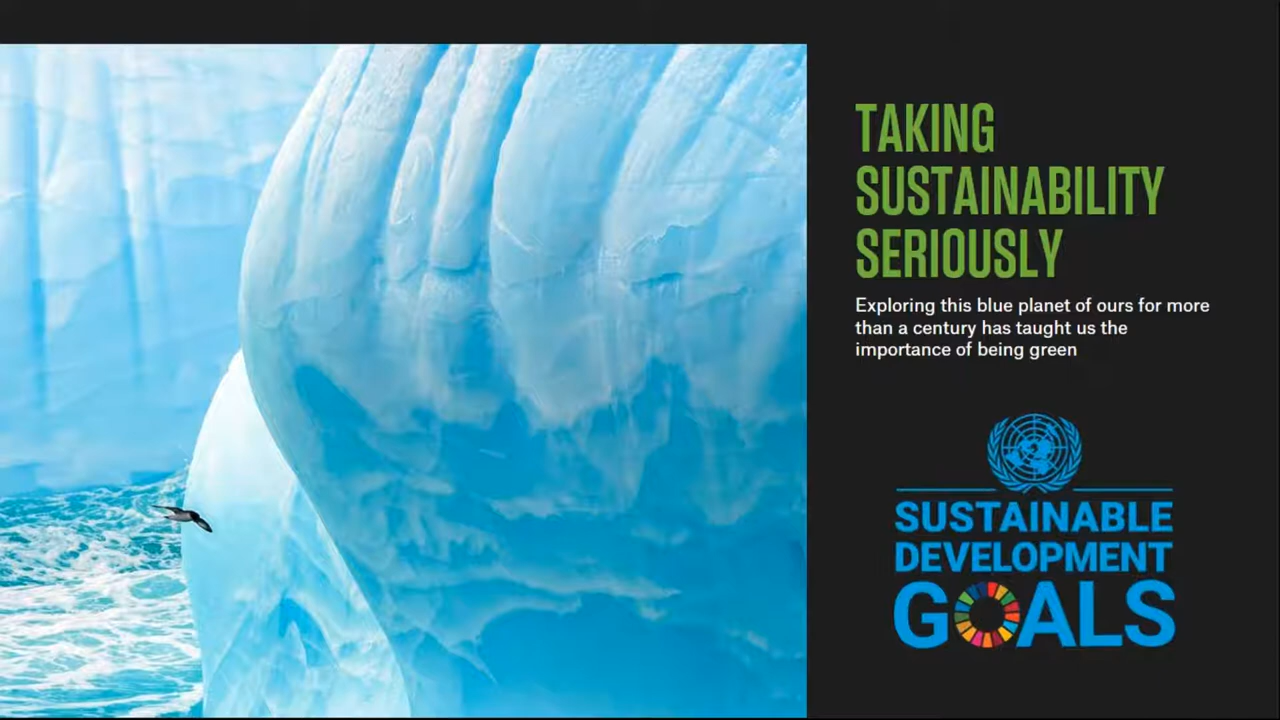 TAKING
SUSTAINABILITY
SERIOUSLY
Exploring this blue planet of ours for more
than a century has taught us the
importance of being green
SUSTAINABLE
DEVELOPMENT
GOALS